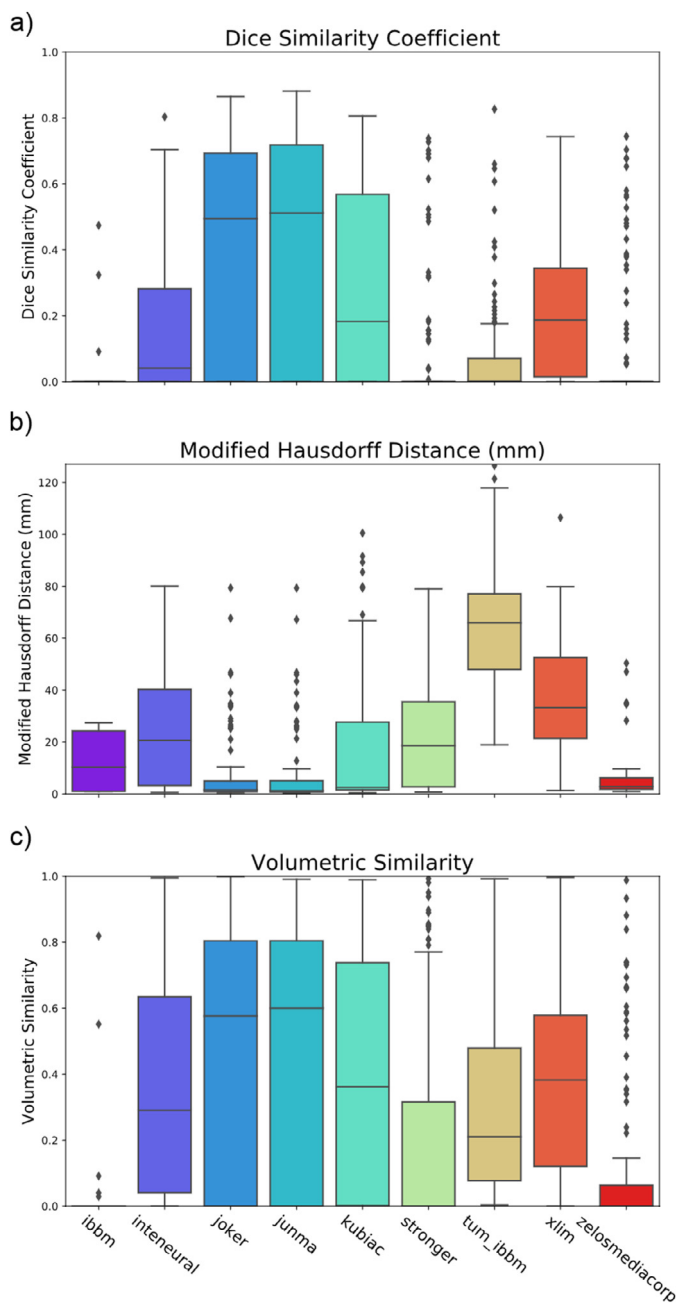 a)
Dice Similarity Coefficient
Dice Similarity Coefficient
1.0
0.8
0.6
0.4
0.2
0.0
b)
Modified Hausdorff Distance (mm)
Modified Hausdorff Distance (mm)
120
100
80
60
40
20
0
c)
Volumetric Similarity
Volumetric Similarity
1.0
0.8
0.6
0.4
0.2
0.0
ibbm
inteneural
joker
junma
kubiac
stronger
tum_ibbm
xlim
zelosmediacorp